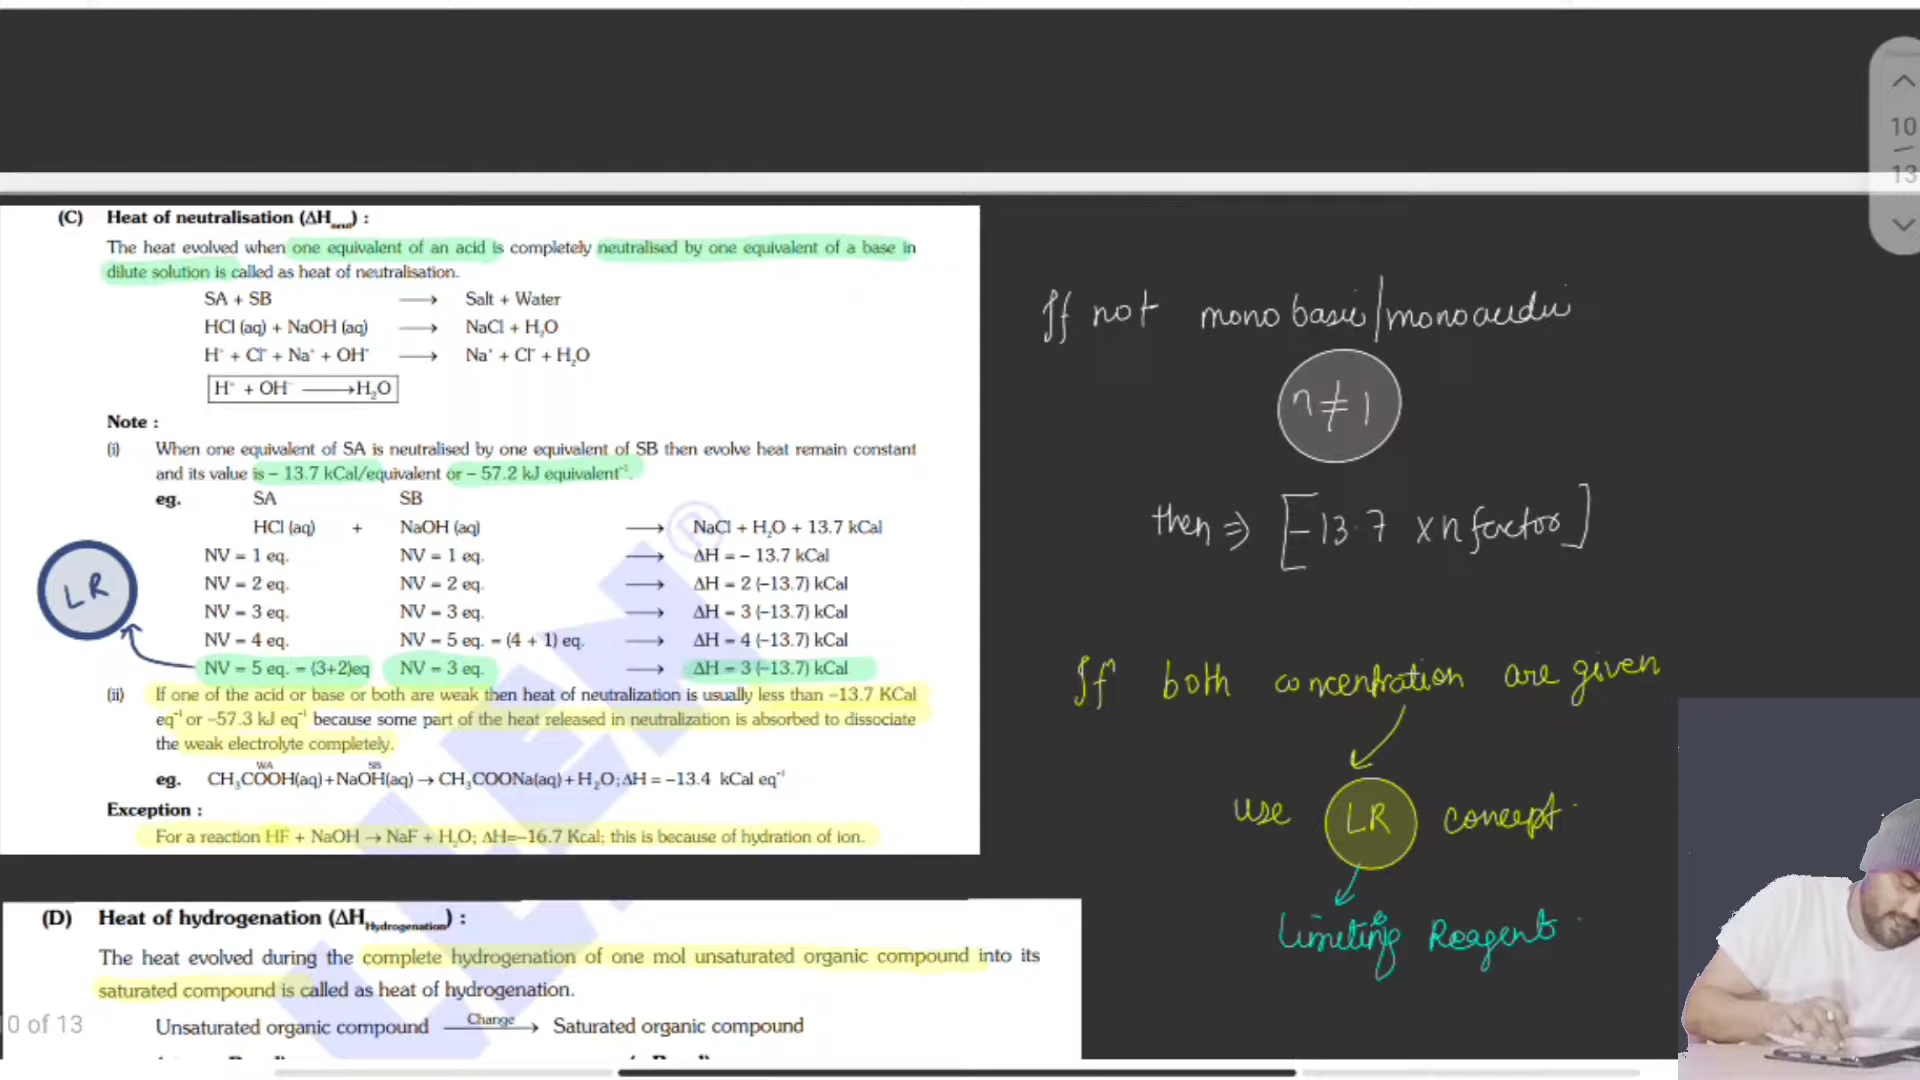 (C) Heat of neutralisation (ΔHneut) :
The heat evolved when one equivalent of an acid is completely neutralised by one equivalent of a base in
dilute solution is called as heat of neutralisation.
SA + SB ⟶ Salt + Water
HCl (aq) + NaOH (aq) ⟶ NaCl + H₂O
H⁺ + Cl⁻ + Na⁺ + OH⁻ ⟶ Na⁺ + Cl⁻ + H₂O
H⁺ + OH⁻ ⟶ H₂O
Note :
(i) When one equivalent of SA is neutralised by one equivalent of SB then evolve heat remain constant
and its value is – 13.7 kCal/equivalent or – 57.2 kJ equivalent⁻¹.
eg. SA SB
HCl (aq) + NaOH (aq) ⟶ NaCl + H₂O + 13.7 kCal
NV = 1 eq. NV = 1 eq. ⟶ ΔH = – 13.7 kCal
NV = 2 eq. NV = 2 eq. ⟶ ΔH = 2 (–13.7) kCal
NV = 3 eq. NV = 3 eq. ⟶ ΔH = 3 (–13.7) kCal
NV = 4 eq. NV = 5 eq. = (4 + 1) eq. ⟶ ΔH = 4 (–13.7) kCal
NV = 5 eq. = (3+2)eq NV = 3 eq. ⟶ ΔH = 3 (–13.7) kCal
LR
(ii) If one of the acid or base or both are weak then heat of neutralization is usually less than –13.7 KCal
eq⁻¹ or –57.3 kJ eq⁻¹ because some part of the heat released in neutralization is absorbed to dissociate
the weak electrolyte completely.
WA SB
eg. CH₃COOH(aq)+NaOH(aq) → CH₃COONa(aq)+H₂O; ΔH = –13.4 kCal eq⁻¹
Exception :
For a reaction HF + NaOH → NaF + H₂O; ΔH=–16.7 Kcal; this is because of hydration of ion.
(D) Heat of hydrogenation (ΔHHydrogenation) :
The heat evolved during the complete hydrogenation of one mol unsaturated organic compound into its
saturated compound is called as heat of hydrogenation.
Unsaturated organic compound Change ⟶ Saturated organic compound
0 of 13
If not mono basic/monoacidic
n ≠ 1
then ⇒ [–13.7 x n factor]
If both concentration are given
use LR concept.
Limiting Reagent.
10
13